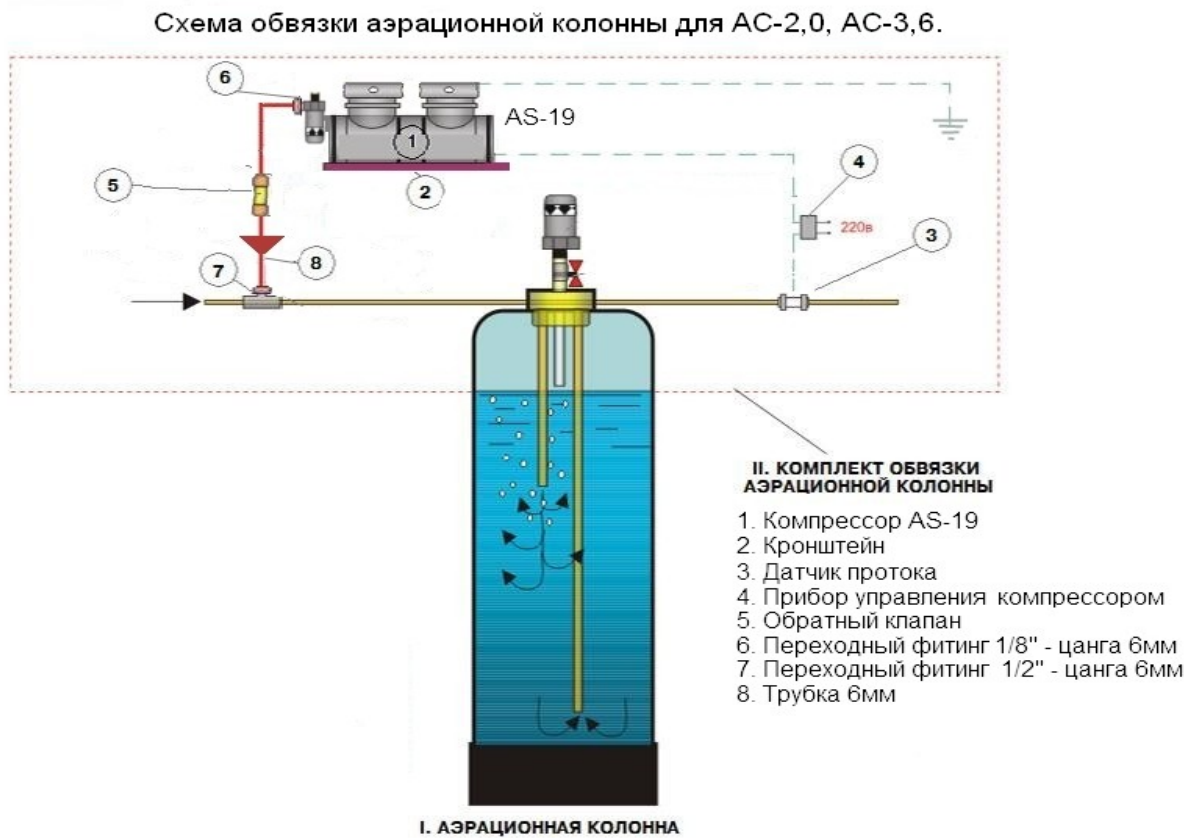 Схема обвязки аэрационной колонны для АС-2,0, АС-3,6.
6
AS-19
1
2
4
5
220в
3
7
8
II. КОМПЛЕКТ ОБВЯЗКИ
АЭРАЦИОННОЙ КОЛОННЫ
1. Компрессор AS-19
2. Кронштейн
3. Датчик протока
4. Прибор управления компрессором
5. Обратный клапан
6. Переходный фитинг 1/8" - цанга 6мм
7. Переходный фитинг 1/2" - цанга 6мм
8. Трубка 6мм
I. АЭРАЦИОННАЯ КОЛОННА